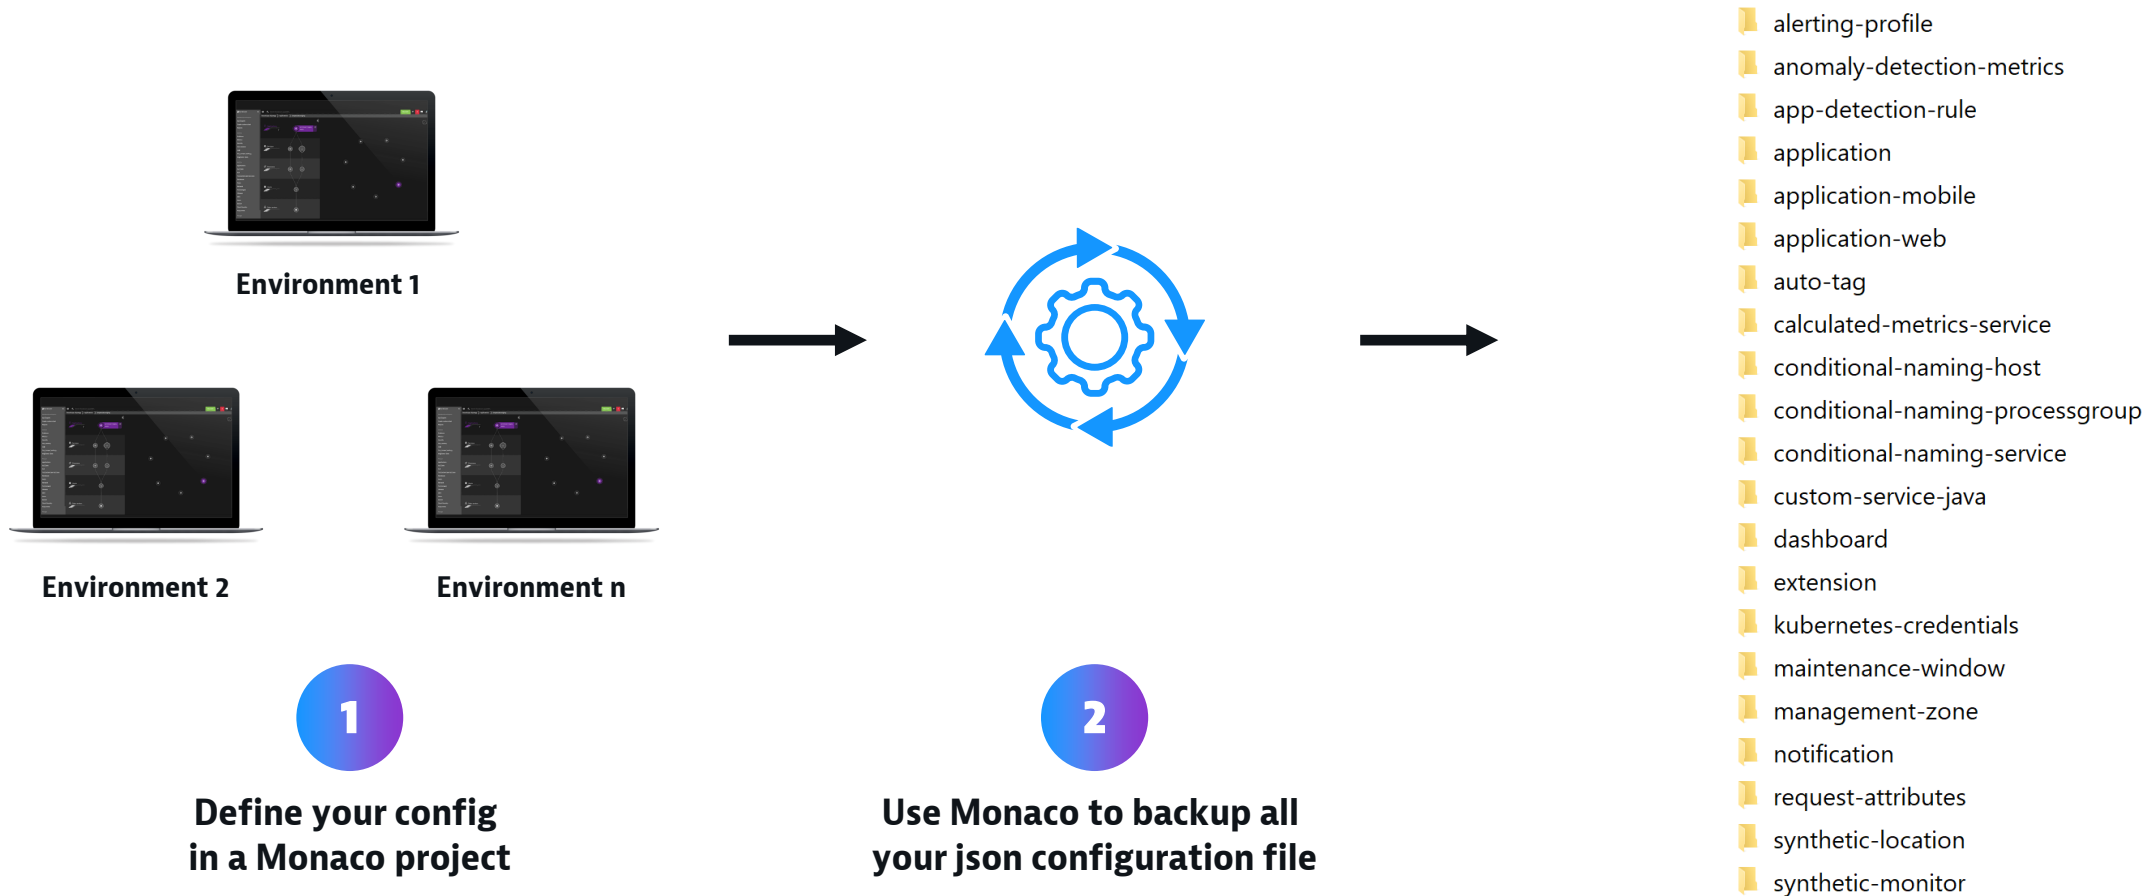 Environment 1
Environment 2
Environment n
1
Define your config
in a Monaco project
2
Use Monaco to backup all
your json configuration file
alerting-profile
anomaly-detection-metrics
app-detection-rule
application
application-mobile
application-web
auto-tag
calculated-metrics-service
conditional-naming-host
conditional-naming-processgroup
conditional-naming-service
custom-service-java
dashboard
extension
kubernetes-credentials
maintenance-window
management-zone
notification
request-attributes
synthetic-location
synthetic-monitor